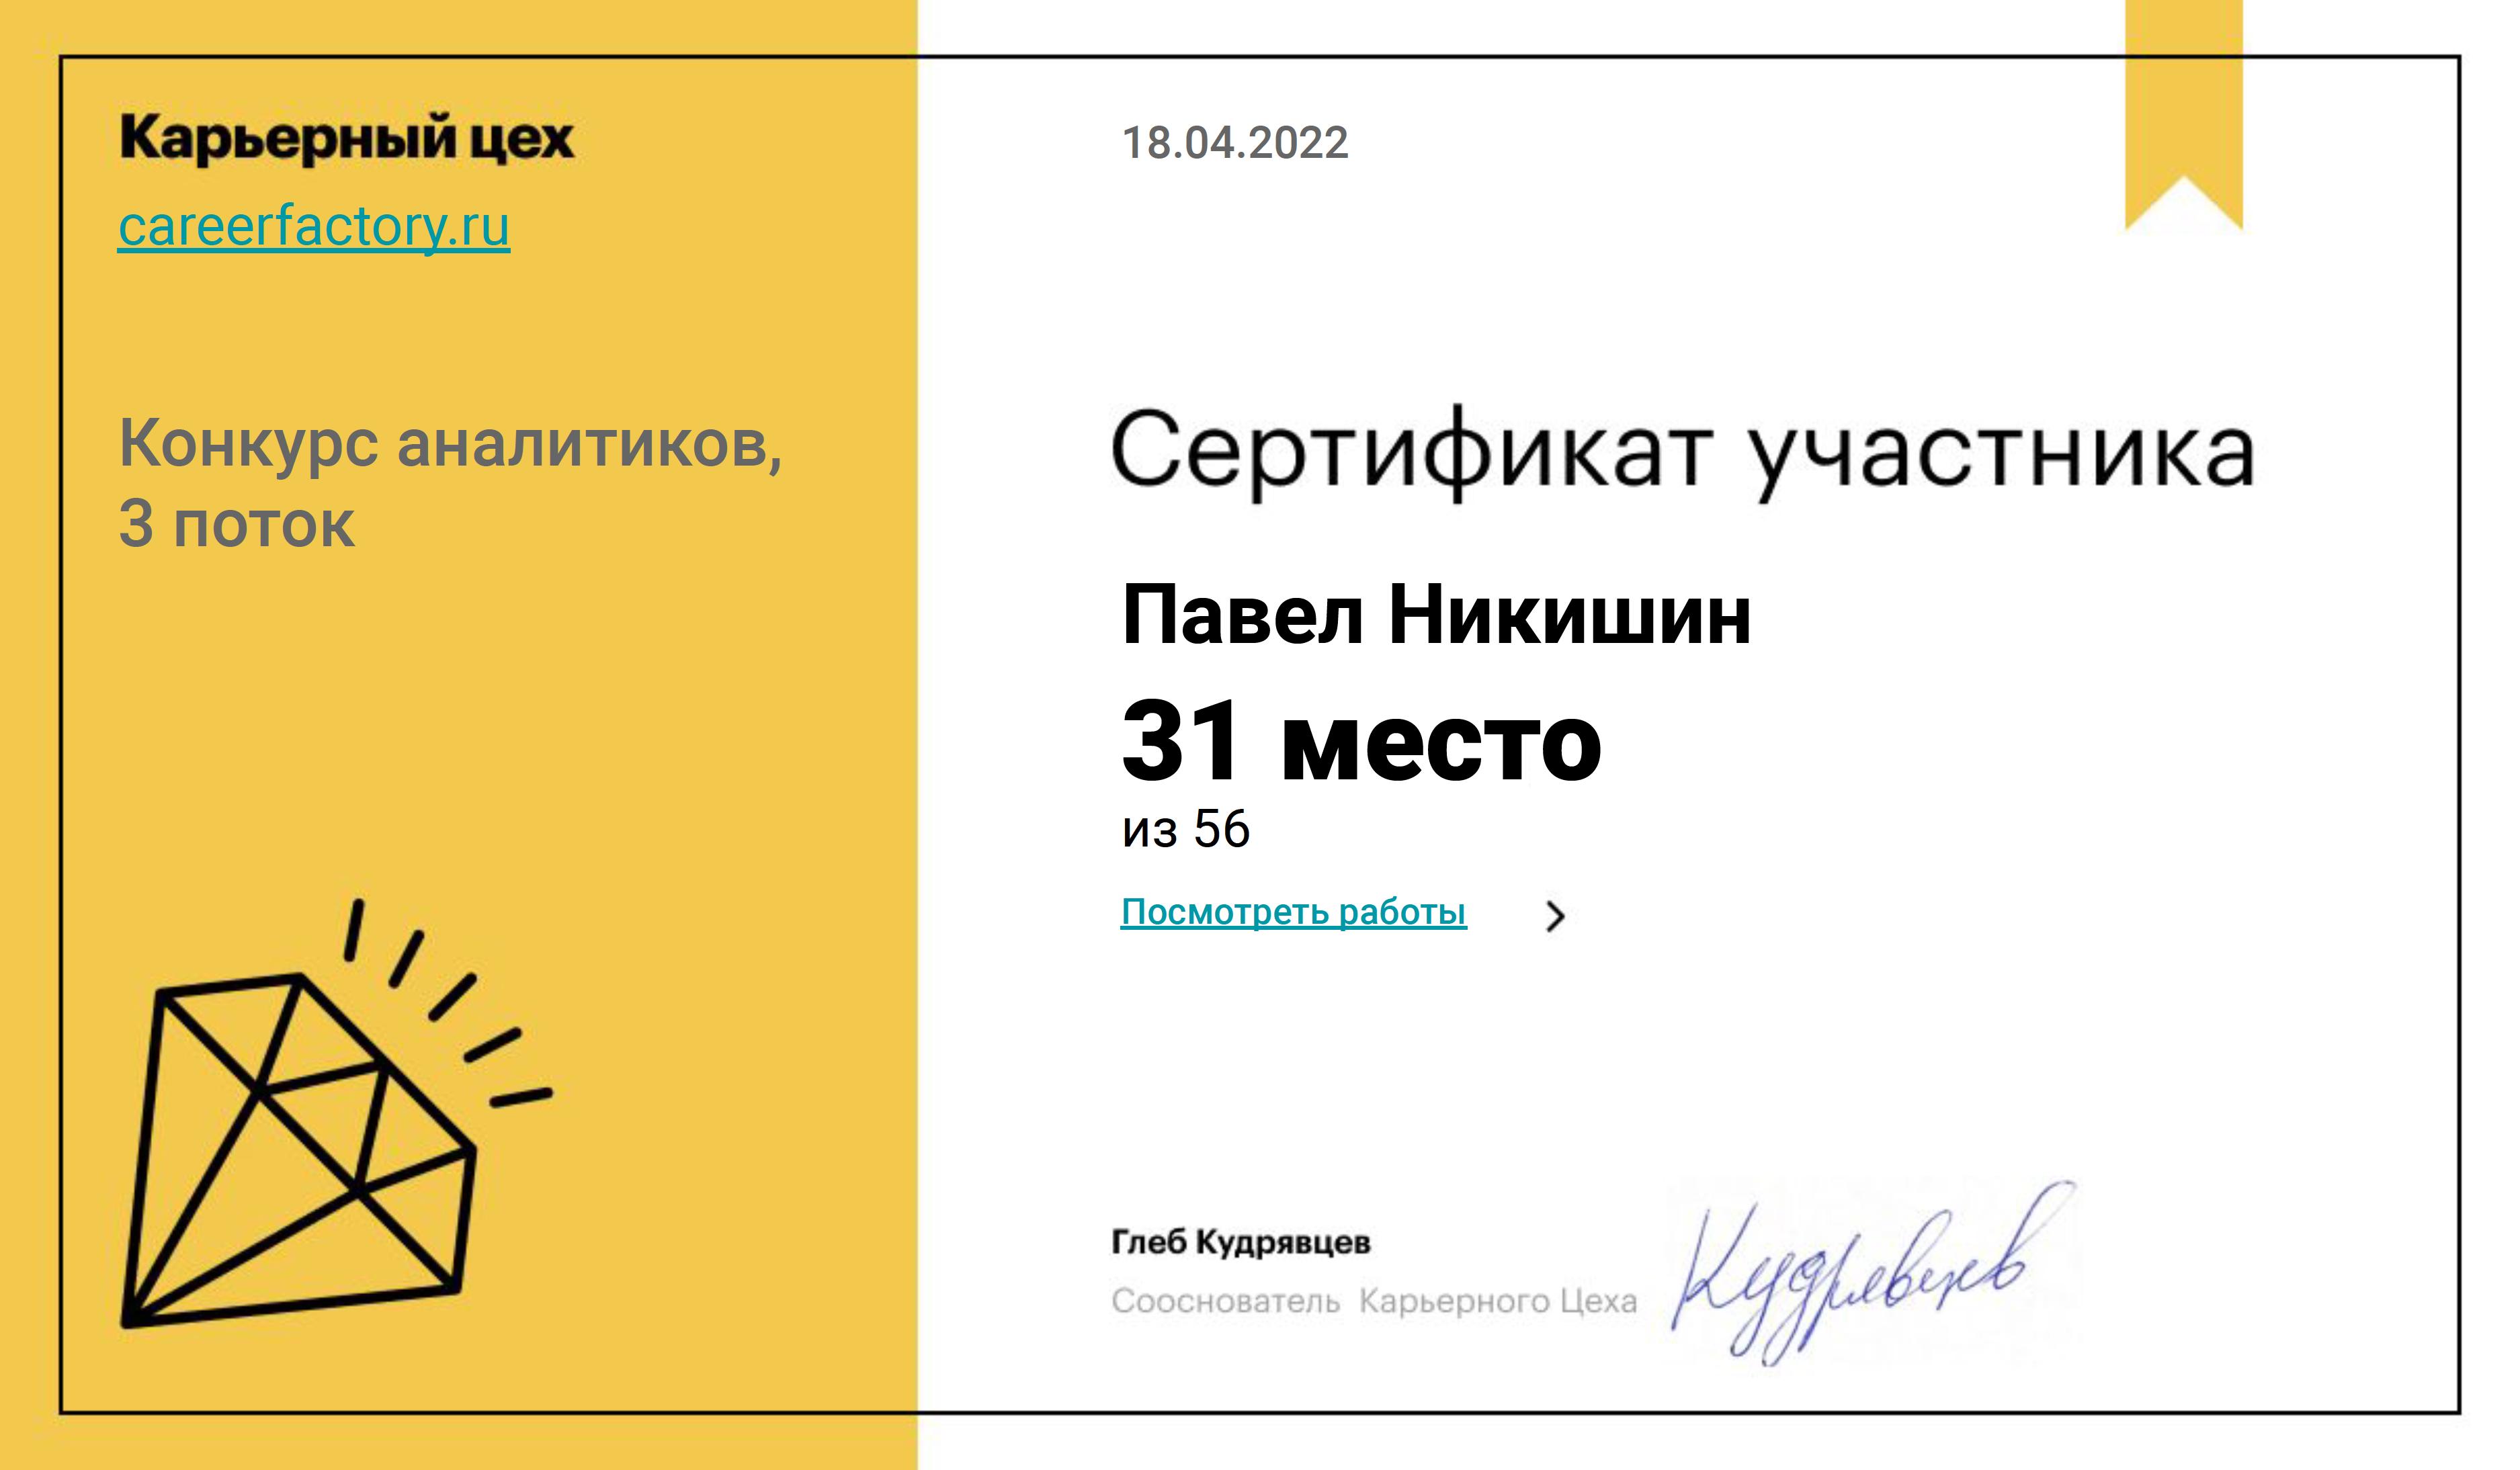 Карьерный цех
careerfactory.ru
Конкурс аналитиков,
3 поток
18.04.2022
Сертификат участника
Павел Никишин
31 место
из 56
Посмотреть работы
Глеб Кудрявцев
Сооснователь Карьерного Цеха
Кудрявцев